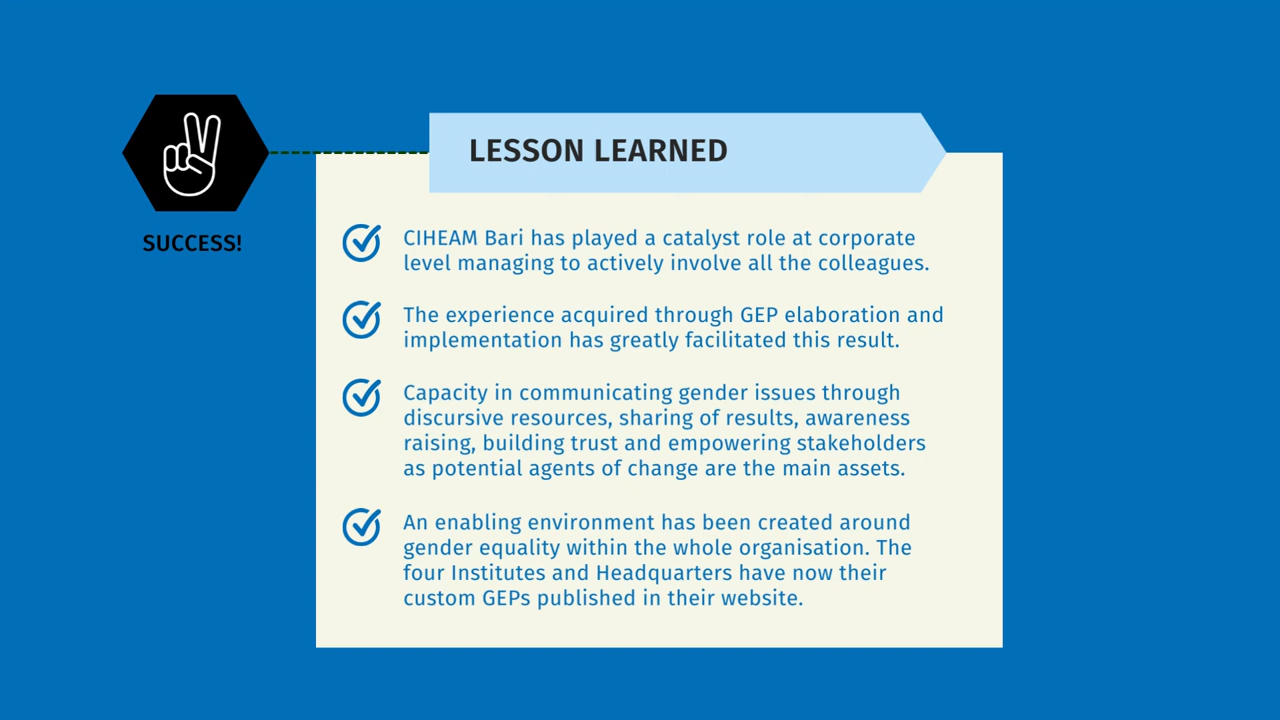 LESSON LEARNED
SUCCESS!
CIHEAM Bari has played a catalyst role at corporate
level managing to actively involve all the colleagues.
The experience acquired through GEP elaboration and
implementation has greatly facilitated this result.
Capacity in communicating gender issues through
discursive resources, sharing of results, awareness
raising, building trust and empowering stakeholders
as potential agents of change are the main assets.
An enabling environment has been created around
gender equality within the whole organisation. The
four Institutes and Headquarters have now their
custom GEPs published in their website.